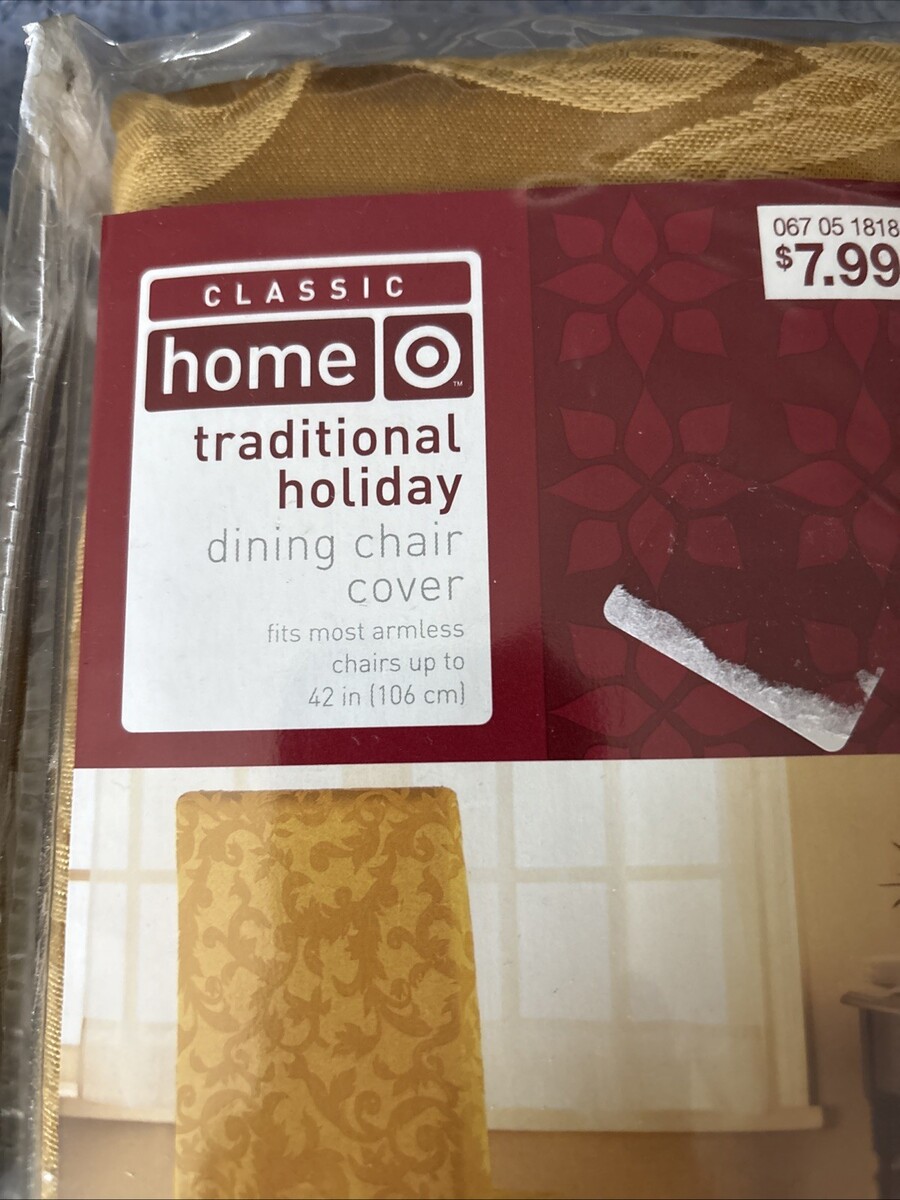 067 05 1818
$7.99
CLASSIC
home
TM
traditional
holiday
dining chair
cover
fits most armless
chairs up to
42 in (106 cm)